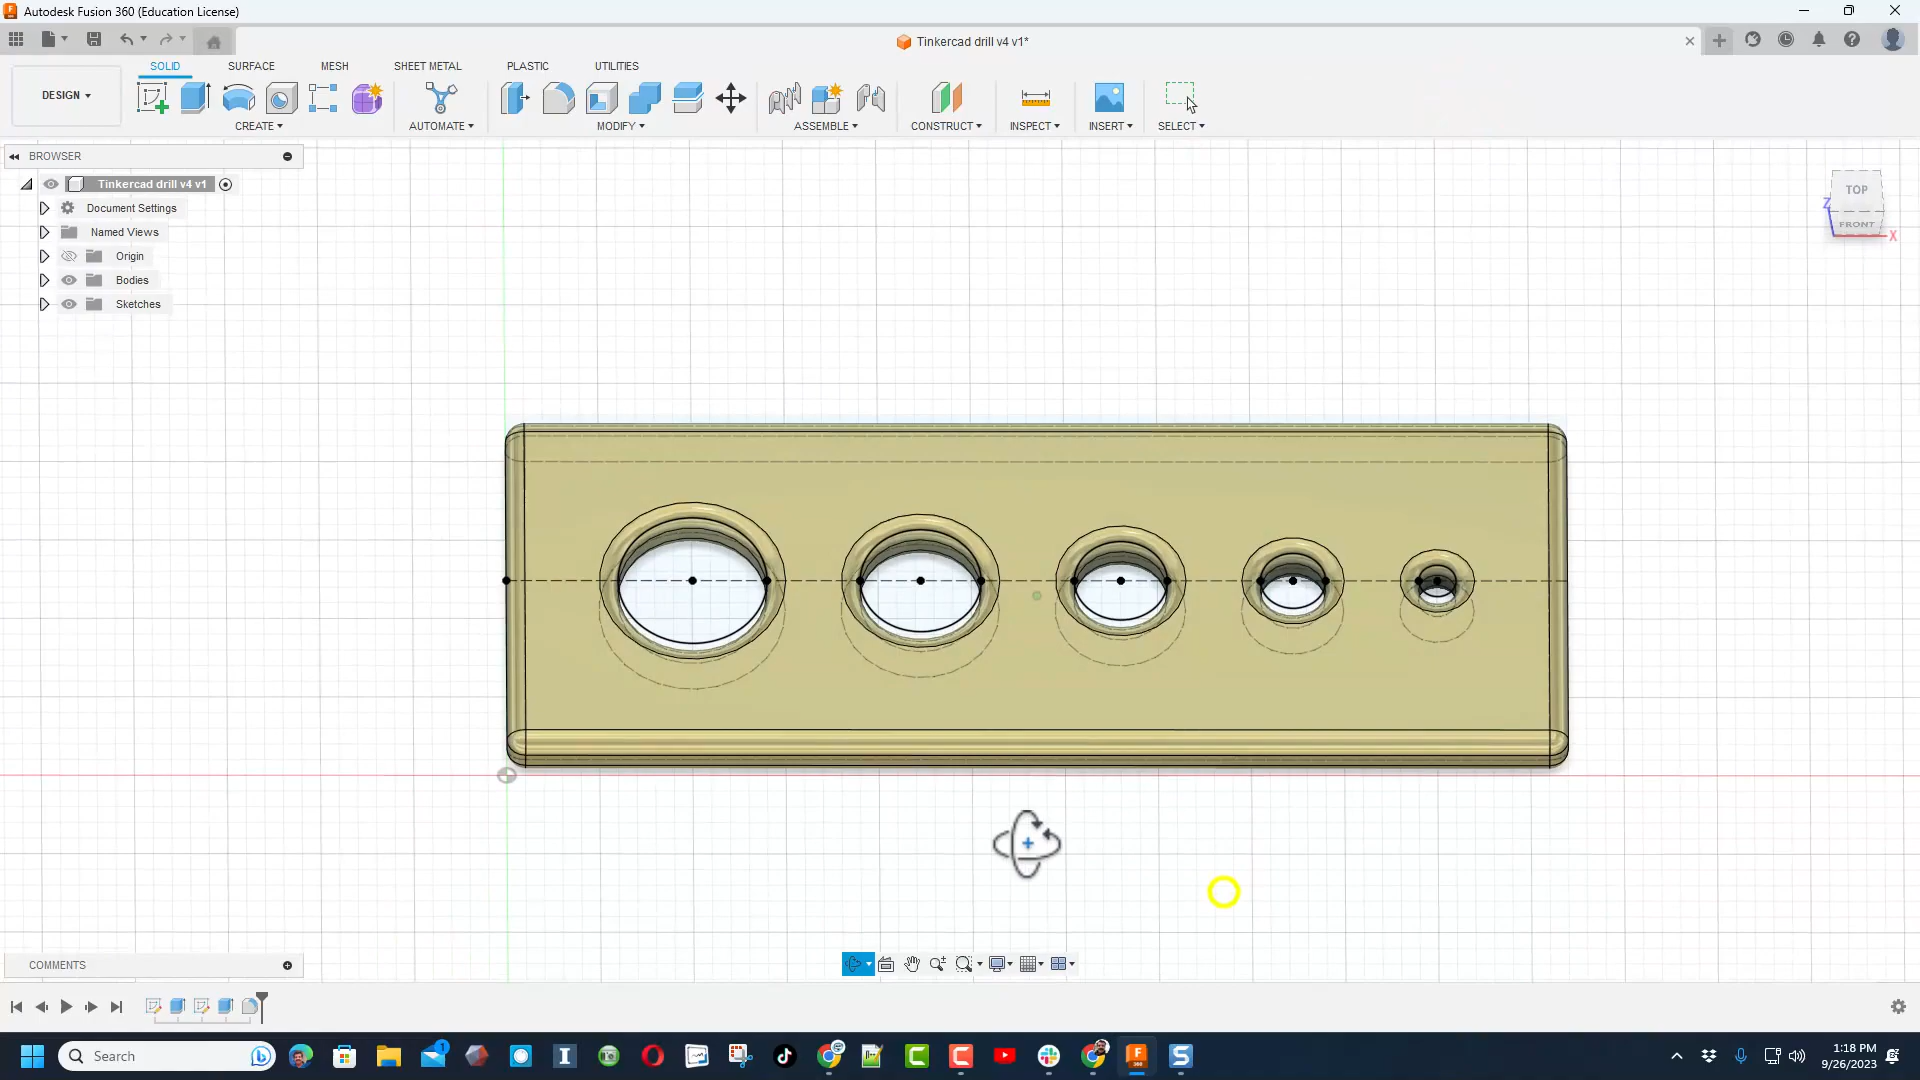 Autodesk Fusion 360 (Education License)
Tinkercad drill v4 v1*
SOLID SURFACE MESH SHEET METAL PLASTIC UTILITIES
DESIGN
CREATE AUTOMATE MODIFY ASSEMBLE CONSTRUCT INSPECT INSERT SELECT
BROWSER
Tinkercad drill v4 v1
Document Settings
Named Views
Origin
Bodies
Sketches
TOP
Z
FRONT
X
COMMENTS
Search
1
1:18 PM
9/26/2023